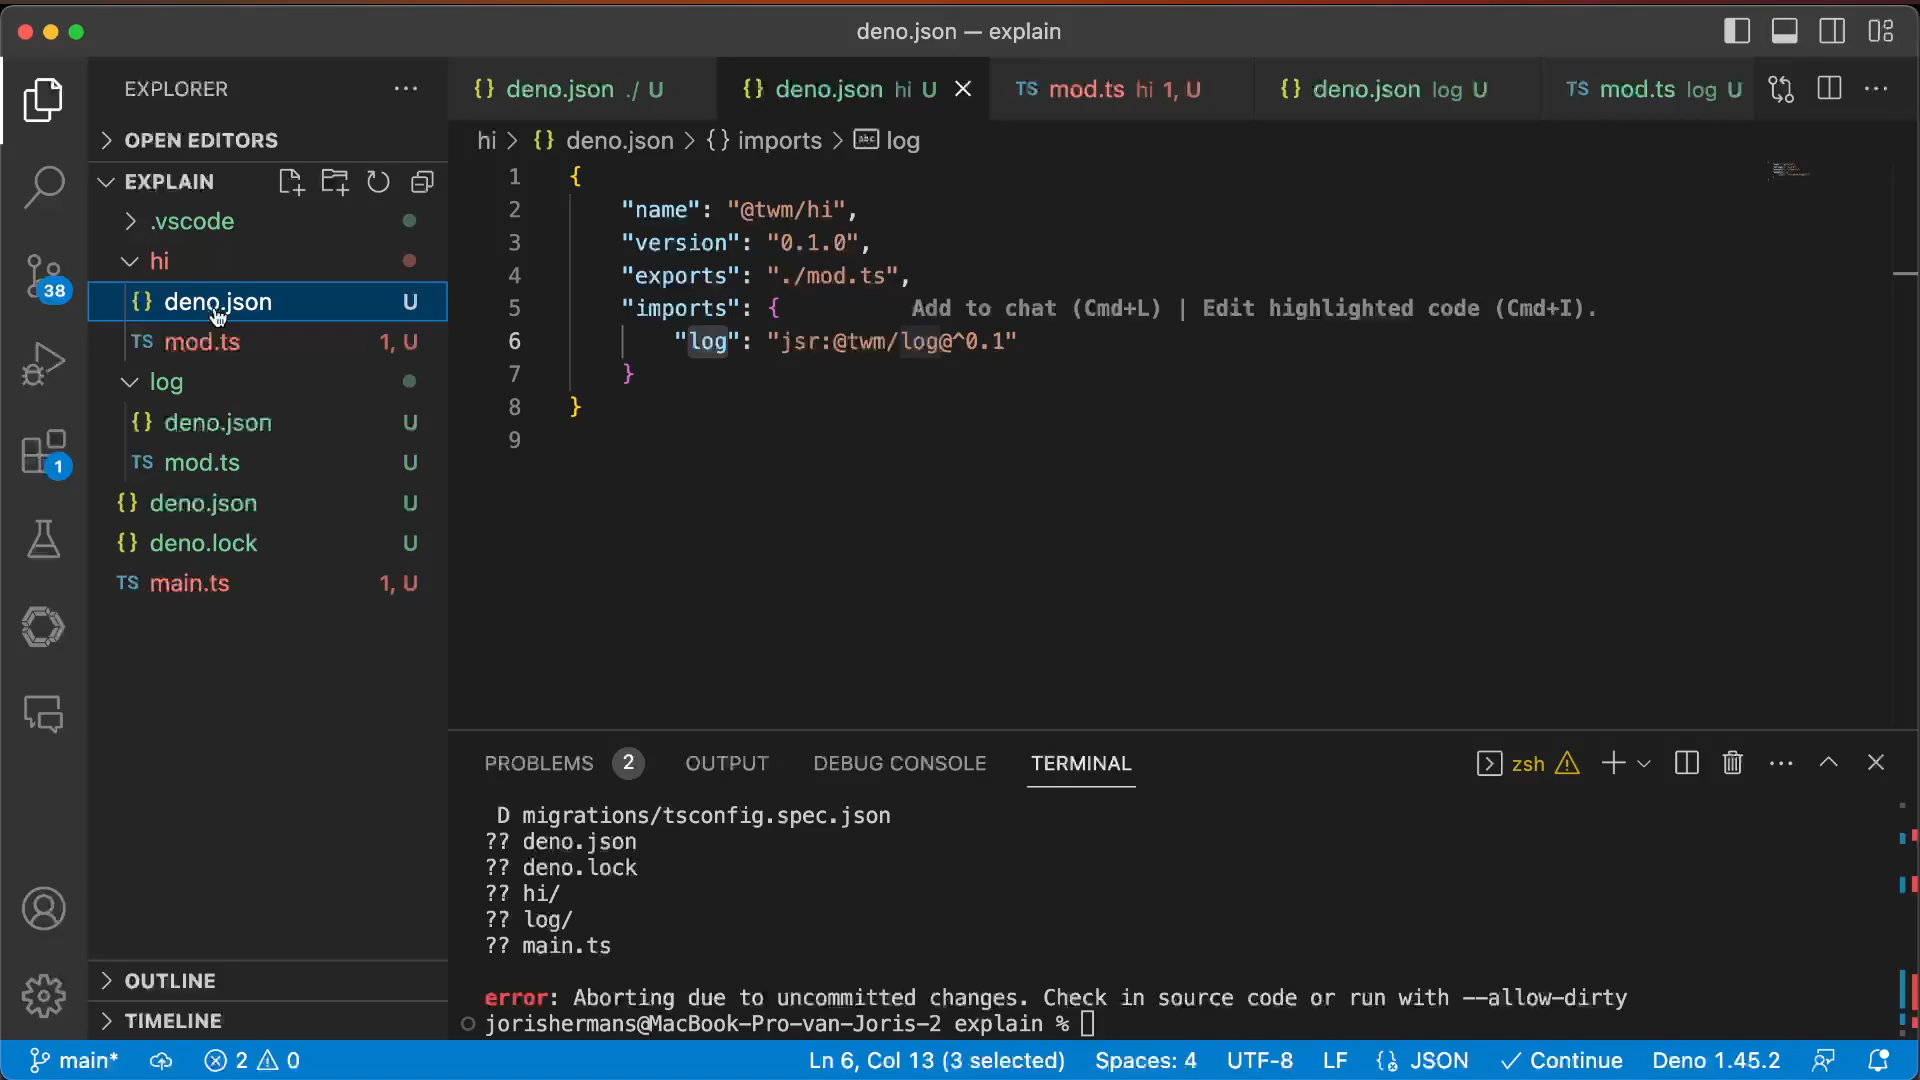 deno.json — explain
EXPLORER
deno.json ./ U
deno.json hi U
TS mod.ts hi 1, U
deno.json log U
TS mod.ts log U
OPEN EDITORS
hi > {} deno.json > {} imports > abc log
EXPLAIN
.vscode
hi
{} deno.json U
TS mod.ts 1, U
log
{} deno.json U
TS mod.ts U
{} deno.json U
{} deno.lock U
TS main.ts 1, U
38
1
OUTLINE
TIMELINE
1 {
2 "name": "@twm/hi",
3 "version": "0.1.0",
4 "exports": "./mod.ts",
5 "imports": { Add to chat (Cmd+L) | Edit highlighted code (Cmd+I).
6 "log": "jsr:@twm/log@^0.1"
7 }
8 }
9
PROBLEMS 2 OUTPUT DEBUG CONSOLE TERMINAL
zsh
D migrations/tsconfig.spec.json
?? deno.json
?? deno.lock
?? hi/
?? log/
?? main.ts
error: Aborting due to uncommitted changes. Check in source code or run with --allow-dirty
jorishermans@MacBook-Pro-van-Joris-2 explain %
main* 2 0 Ln 6, Col 13 (3 selected) Spaces: 4 UTF-8 LF {} JSON Continue Deno 1.45.2